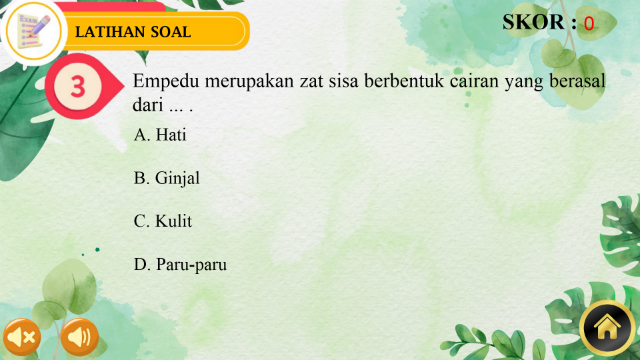 LATIHAN SOAL
SKOR : 0
3
Empedu merupakan zat sisa berbentuk cairan yang berasal
dari ... .
A. Hati
B. Ginjal
C. Kulit
D. Paru-paru